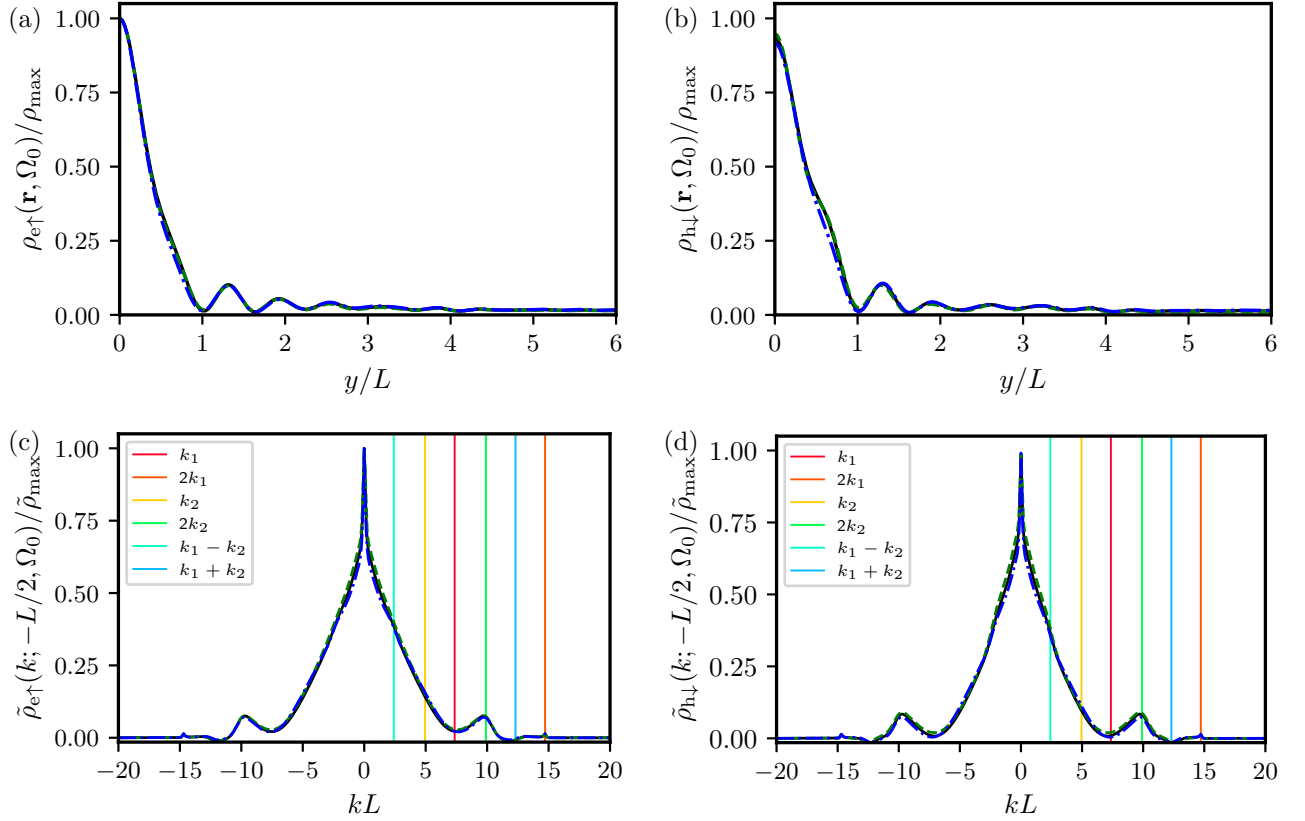 (a)
1.00
0.75
0.50
0.25
0.00
ρe↑(r, Ω0)/ρmax
0 1 2 3 4 5 6
y/L
(b)
1.00
0.75
0.50
0.25
0.00
ρh↓(r, Ω0)/ρmax
0 1 2 3 4 5 6
y/L
(c)
1.00
0.75
0.50
0.25
0.00
ρ̃e↑(k; −L/2, Ω0)/ρ̃max
k1
2k1
k2
2k2
k1 − k2
k1 + k2
−20 −15 −10 −5 0 5 10 15 20
kL
(d)
1.00
0.75
0.50
0.25
0.00
ρ̃h↓(k; −L/2, Ω0)/ρ̃max
k1
2k1
k2
2k2
k1 − k2
k1 + k2
−20 −15 −10 −5 0 5 10 15 20
kL